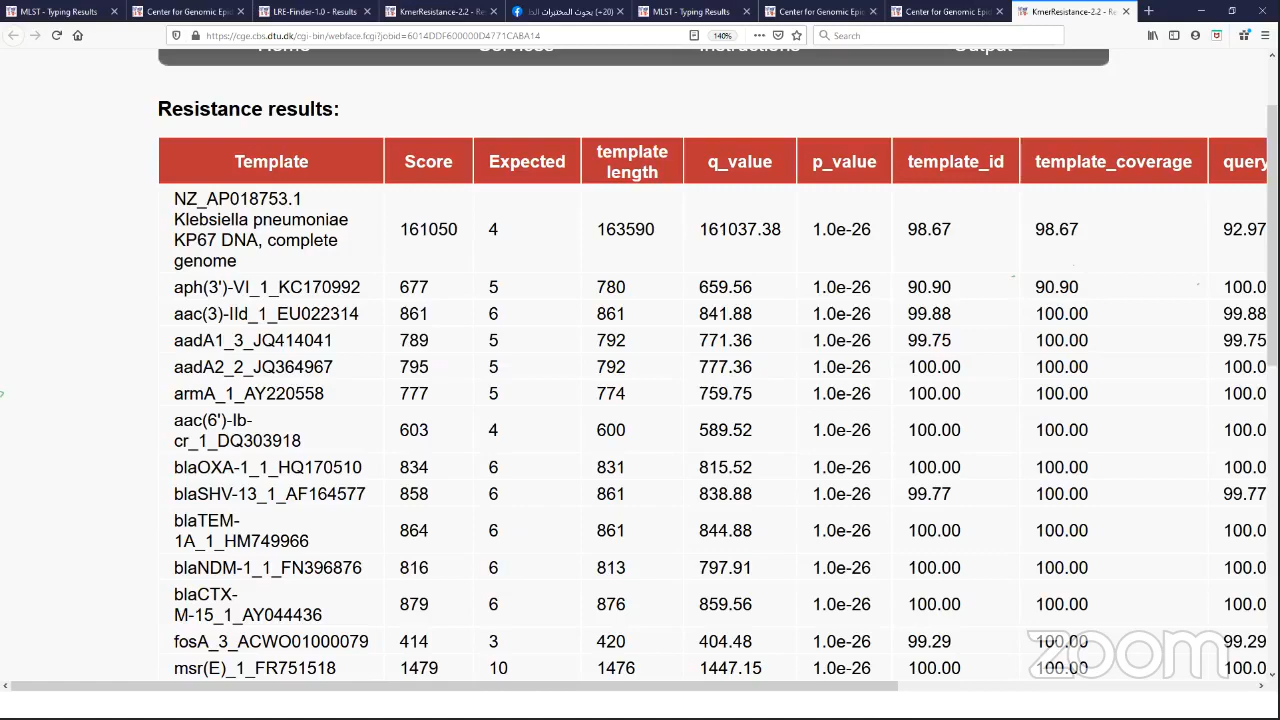 MLST - Typing Results
Center for Genomic Epid
LRE-Finder-1.0 - Results
KmerResistance-2.2 - Res
(20+) بحوث المختبرات الط
MLST - Typing Results
Center for Genomic Epid
Center for Genomic Epid
KmerResistance-2.2 - Re
https://cge.cbs.dtu.dk/cgi-bin/webface.fcgi?jobid=6014DDF600000D4771CABA14
140%
Search
Home Services Instructions Output
Resistance results:
Template Score Expected template length q_value p_value template_id template_coverage query
NZ_AP018753.1
Klebsiella pneumoniae
KP67 DNA, complete
genome
161050 4 163590 161037.38 1.0e-26 98.67 98.67 92.97
aph(3')-VI_1_KC170992 677 5 780 659.56 1.0e-26 90.90 90.90 100.0
aac(3)-IId_1_EU022314 861 6 861 841.88 1.0e-26 99.88 100.00 99.88
aadA1_3_JQ414041 789 5 792 771.36 1.0e-26 99.75 100.00 99.75
aadA2_2_JQ364967 795 5 792 777.36 1.0e-26 100.00 100.00 100.0
armA_1_AY220558 777 5 774 759.75 1.0e-26 100.00 100.00 100.0
aac(6')-Ib-
cr_1_DQ303918
603 4 600 589.52 1.0e-26 100.00 100.00 100.0
blaOXA-1_1_HQ170510 834 6 831 815.52 1.0e-26 100.00 100.00 100.0
blaSHV-13_1_AF164577 858 6 861 838.88 1.0e-26 99.77 100.00 99.77
blaTEM-
1A_1_HM749966
864 6 861 844.88 1.0e-26 100.00 100.00 100.0
blaNDM-1_1_FN396876 816 6 813 797.91 1.0e-26 100.00 100.00 100.0
blaCTX-
M-15_1_AY044436
879 6 876 859.56 1.0e-26 100.00 100.00 100.0
fosA_3_ACWO01000079 414 3 420 404.48 1.0e-26 99.29 100.00 99.29
msr(E)_1_FR751518 1479 10 1476 1447.15 1.0e-26 100.00 100.00 100.0
zoom